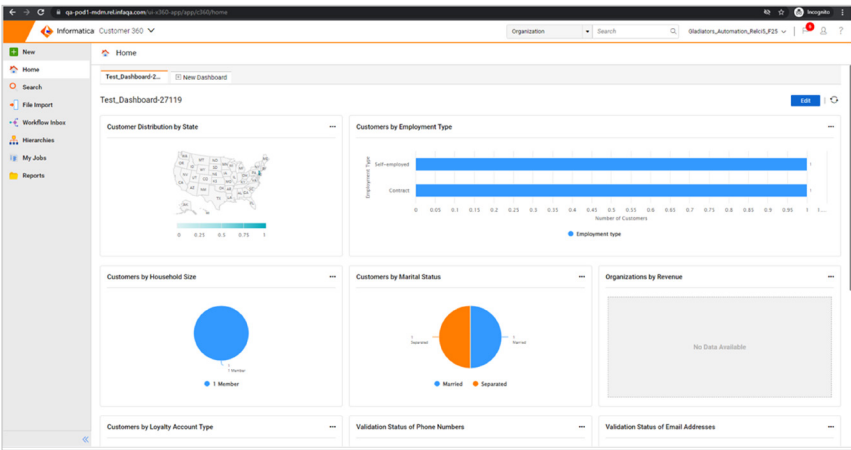 qa-pod1-mdm.rel.infaqa.com/ui-x360-app/app/c360/home
Incognito
Informatica Customer 360
Organization
Search
Gladiators_Automation_Relcr5_F25
New
Home
Search
File Import
Workflow Inbox
Hierarchies
My Jobs
Reports
Home
Test_Dashboard-2...
New Dashboard
Test_Dashboard-27119
Edit
Customer Distribution by State
0 0.25 0.5 0.75 1
Customers by Employment Type
Employment Type
Self-employed
Contract
0 0.05 0.1 0.15 0.2 0.25 0.3 0.35 0.4 0.45 0.5 0.55 0.6 0.65 0.7 0.75 0.8 0.85 0.9 0.95 1 1....
Number of Customers
Employment type
Customers by Household Size
1 Member
1 Member
Customers by Marital Status
Separated
Married
Married Separated
Organizations by Revenue
No Data Available
Customers by Loyalty Account Type
Validation Status of Phone Numbers
Validation Status of Email Addresses